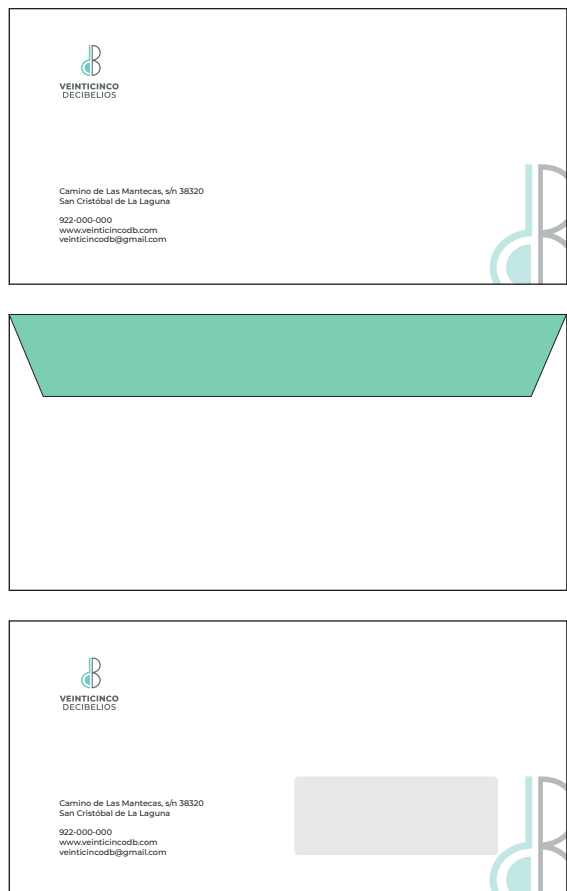 VEINTICINCO
DECIBELIOS
Camino de Las Mantecas, s/n 38320
San Cristóbal de La Laguna
922-000-000
www.veinticincodb.com
veinticincodb@gmail.com
VEINTICINCO
DECIBELIOS
Camino de Las Mantecas, s/n 38320
San Cristóbal de La Laguna
922-000-000
www.veinticincodb.com
veinticincodb@gmail.com